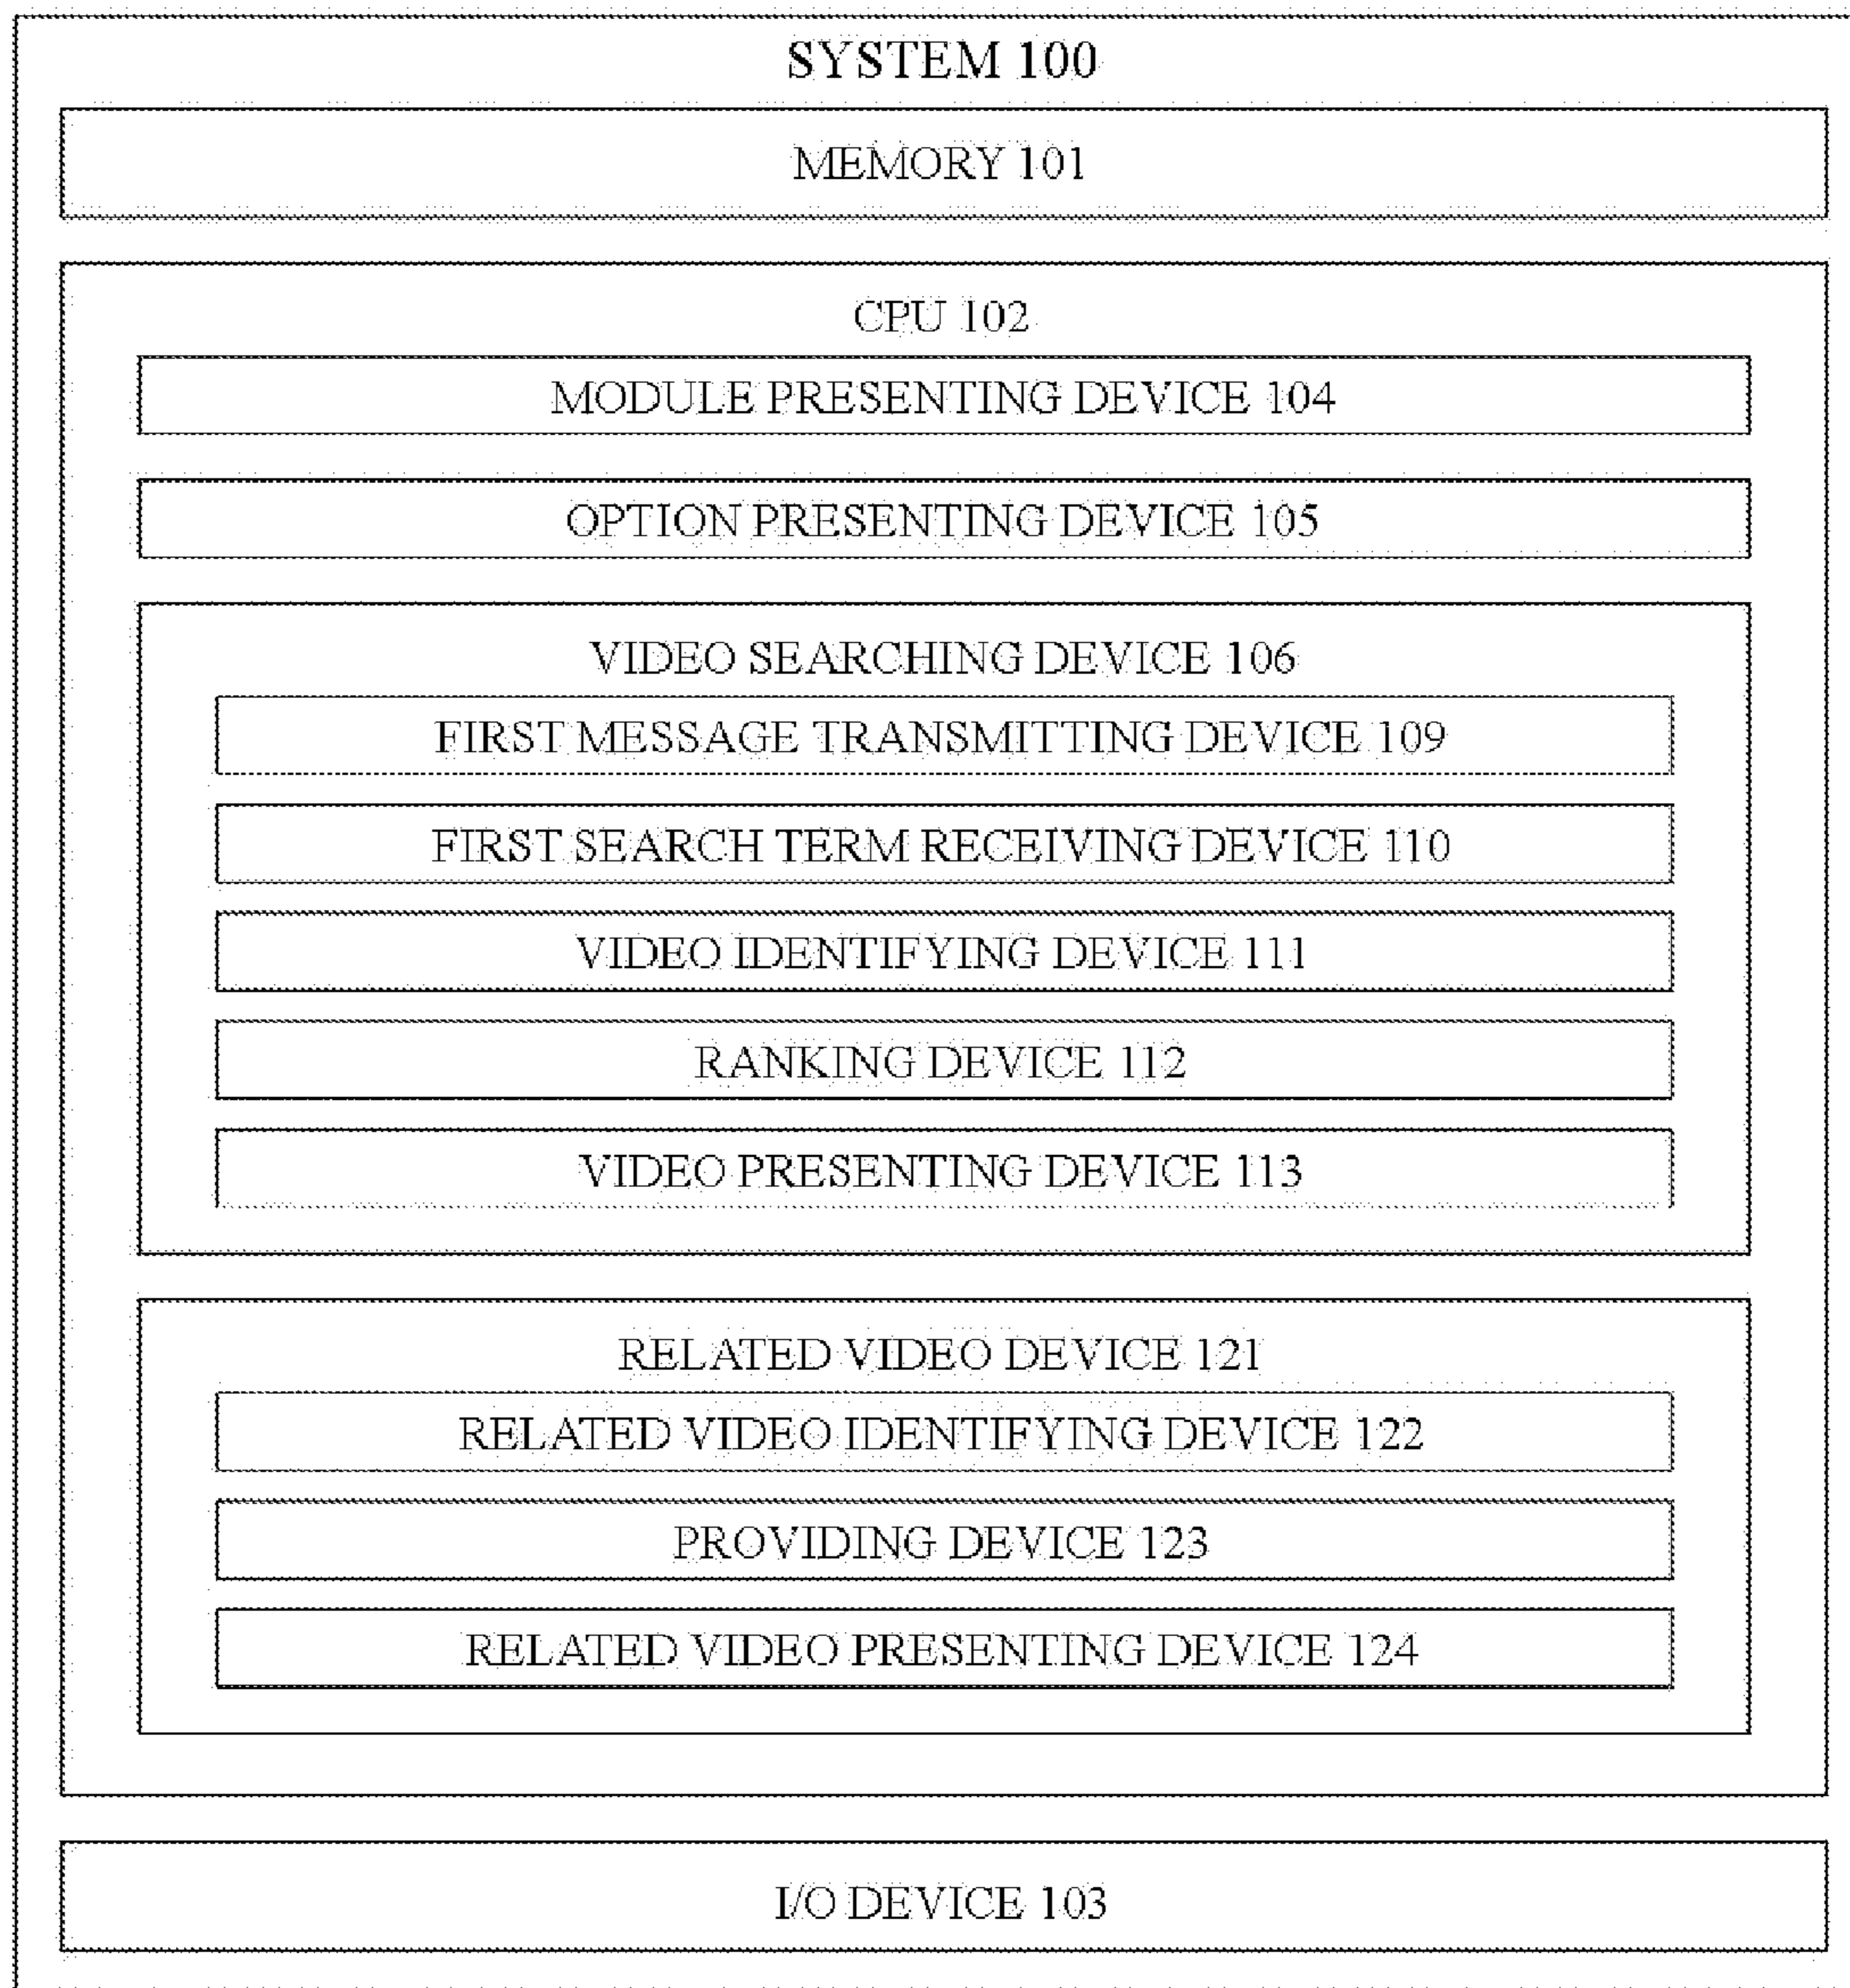 SYSTEM 100
MEMORY 101
CPU 102
MODULE PRESENTING DEVICE 104
OPTION PRESENTING DEVICE 105
VIDEO SEARCHING DEVICE 106
FIRST MESSAGE TRANSMITTING DEVICE 109
FIRST SEARCH TERM RECEIVING DEVICE 110
VIDEO IDENTIFYING DEVICE 111
RANKING DEVICE 112
VIDEO PRESENTING DEVICE 113
RELATED VIDEO DEVICE 121
RELATED VIDEO IDENTIFYING DEVICE 122
PROVIDING DEVICE 123
RELATED VIDEO PRESENTING DEVICE 124
I/O DEVICE 103